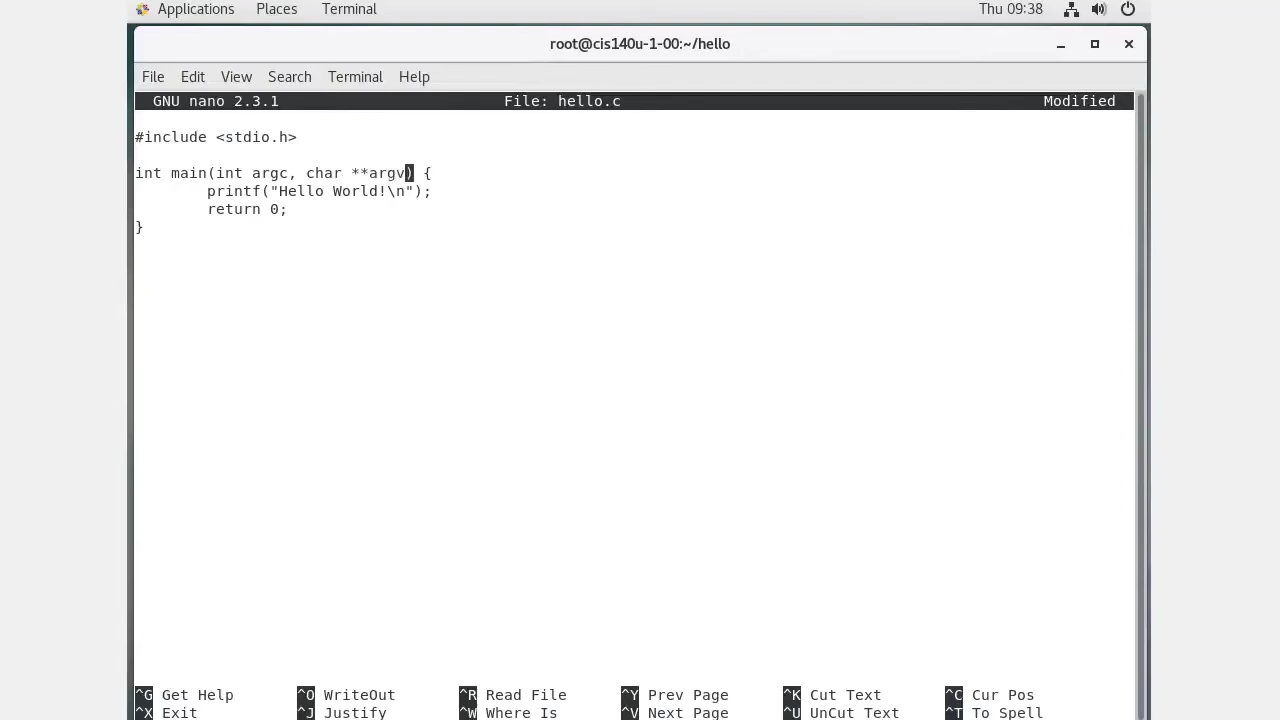 Applications Places Terminal Thu 09:38
root@cis140u-1-00:~/hello
File Edit View Search Terminal Help
GNU nano 2.3.1 File: hello.c Modified
#include <stdio.h>
int main(int argc, char **argv) {
printf("Hello World!\n");
return 0;
}
^G Get Help ^O WriteOut ^R Read File ^Y Prev Page ^K Cut Text ^C Cur Pos
^X Exit ^J Justify ^W Where Is ^V Next Page ^U UnCut Text ^T To Spell